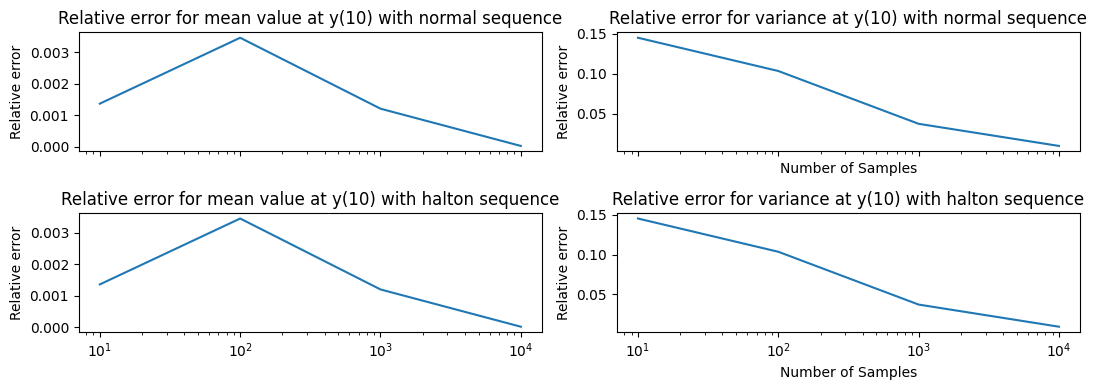 Relative error for mean value at y(10) with normal sequence
Relative error
0.003
0.002
0.001
0.000
Relative error for variance at y(10) with normal sequence
Relative error
0.15
0.10
0.05
Number of Samples
Relative error for mean value at y(10) with halton sequence
Relative error
0.003
0.002
0.001
0.000
10¹ 10² 10³ 10⁴
Relative error for variance at y(10) with halton sequence
Relative error
0.15
0.10
0.05
10¹ 10² 10³ 10⁴
Number of Samples